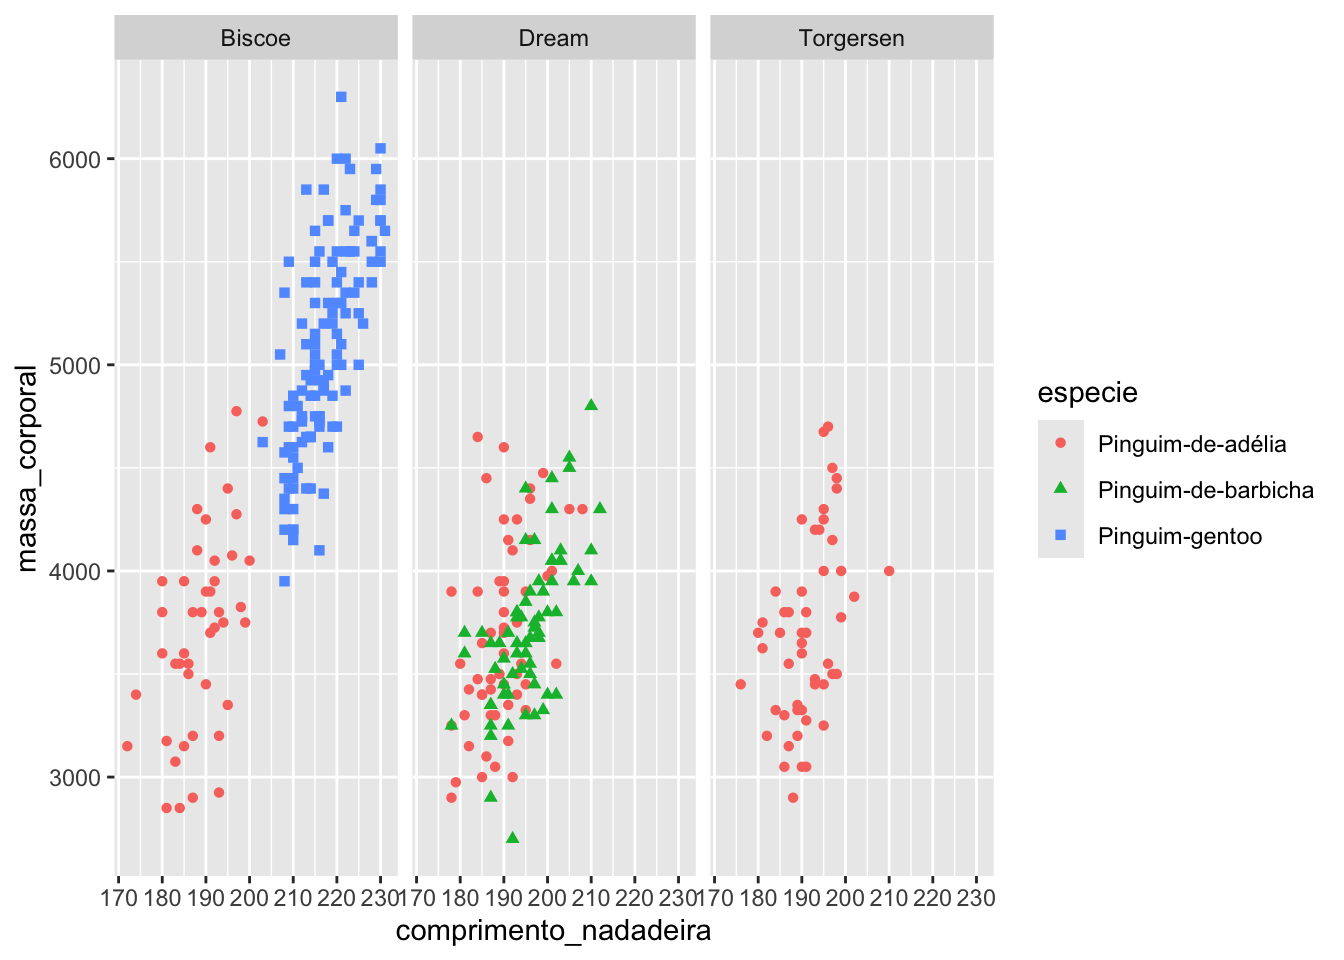 Biscoe Dream Torgersen
6000
5000
4000
3000
massa_corporal
170 180 190 200 210 220 230 170 180 190 200 210 220 230 170 180 190 200 210 220 230
comprimento_nadadeira
especie
Pinguim-de-adélia
Pinguim-de-barbicha
Pinguim-gentoo